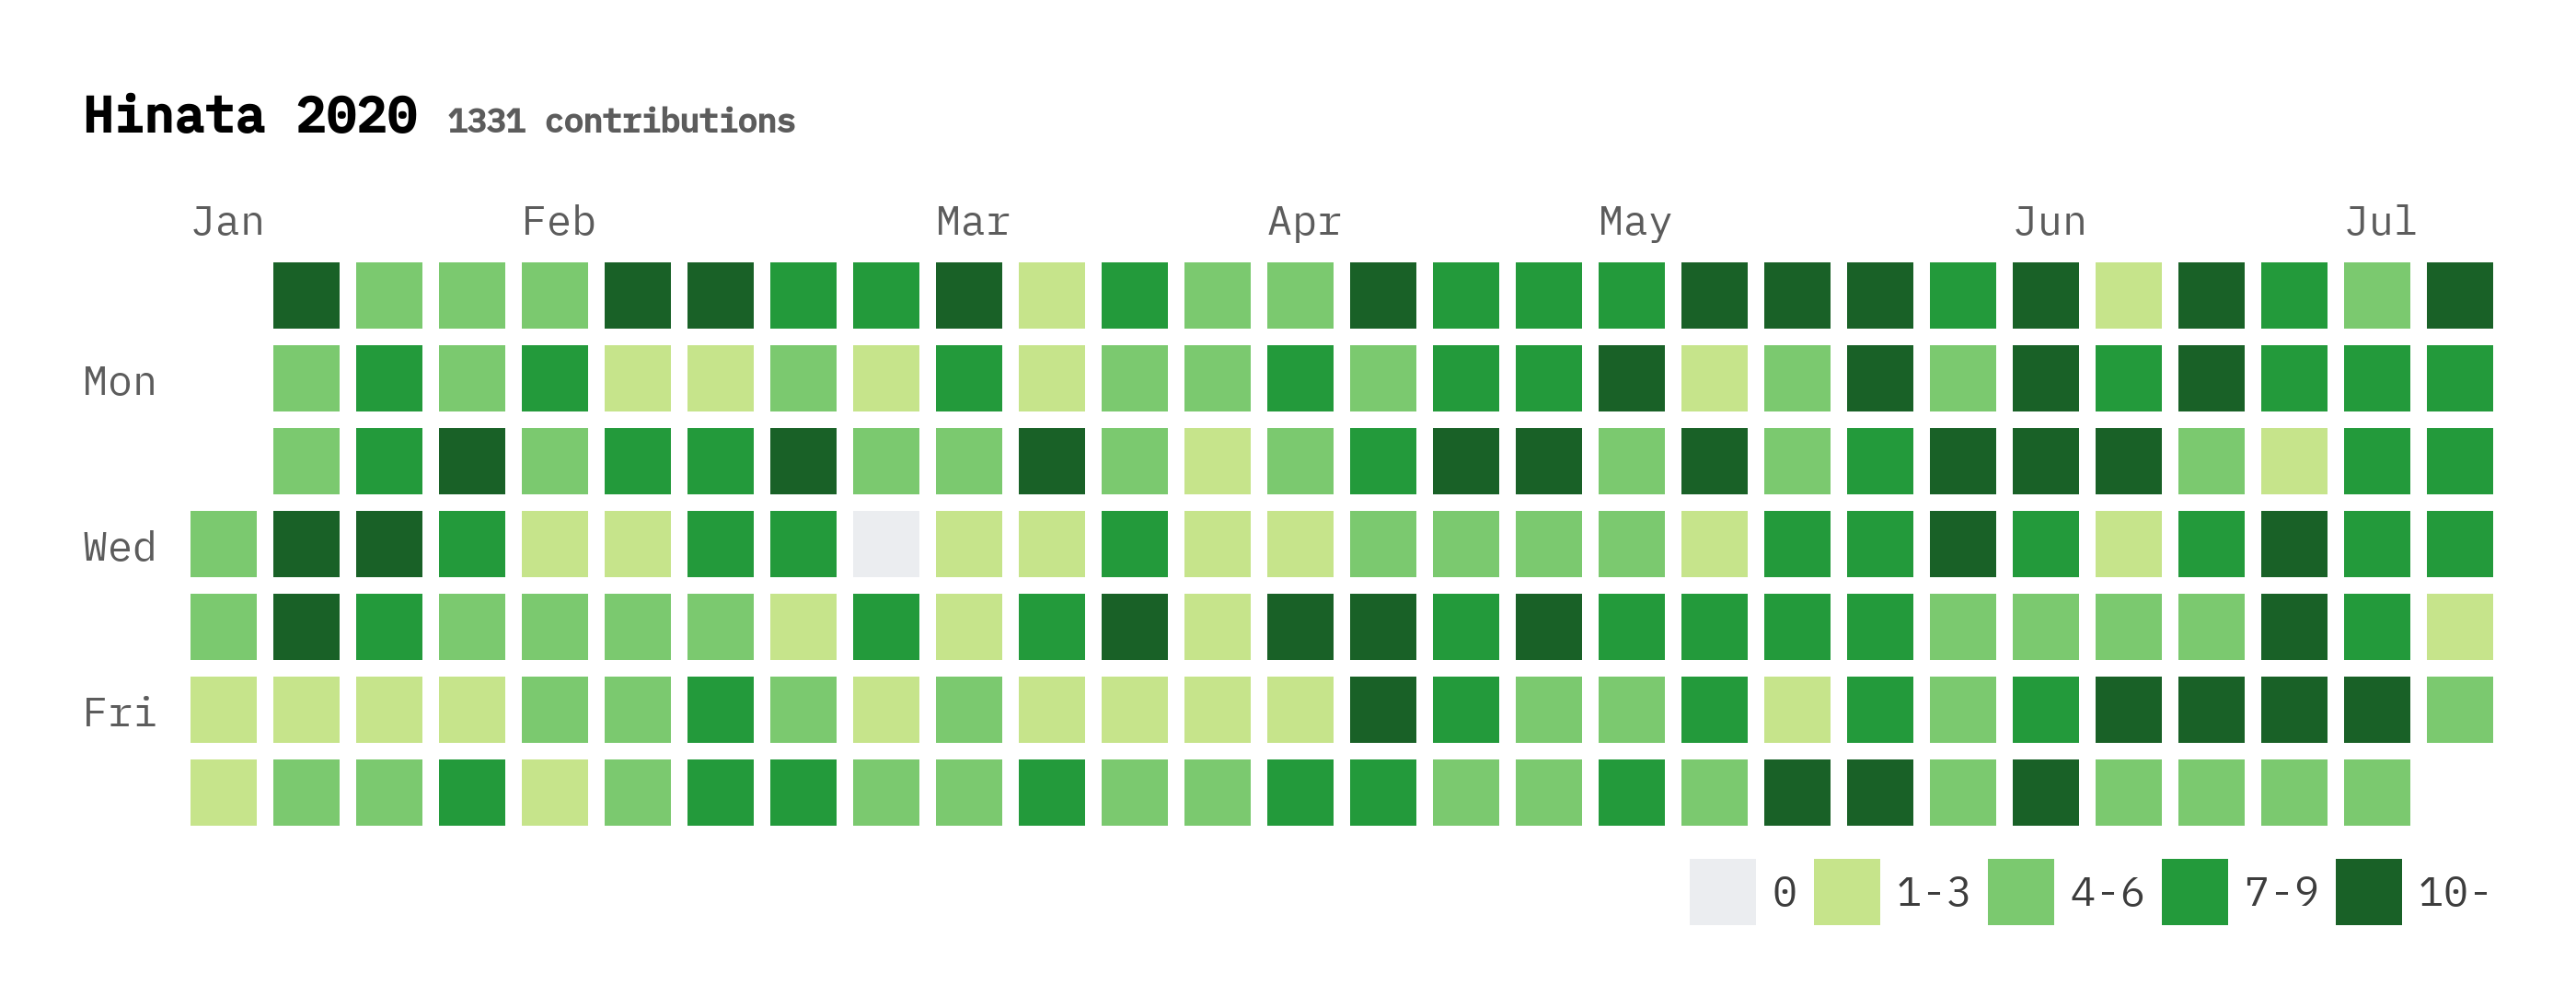 Hinata 2020 1331 contributions
Jan Feb Mar Apr May Jun Jul
Mon
Wed
Fri
0 1-3 4-6 7-9 10-